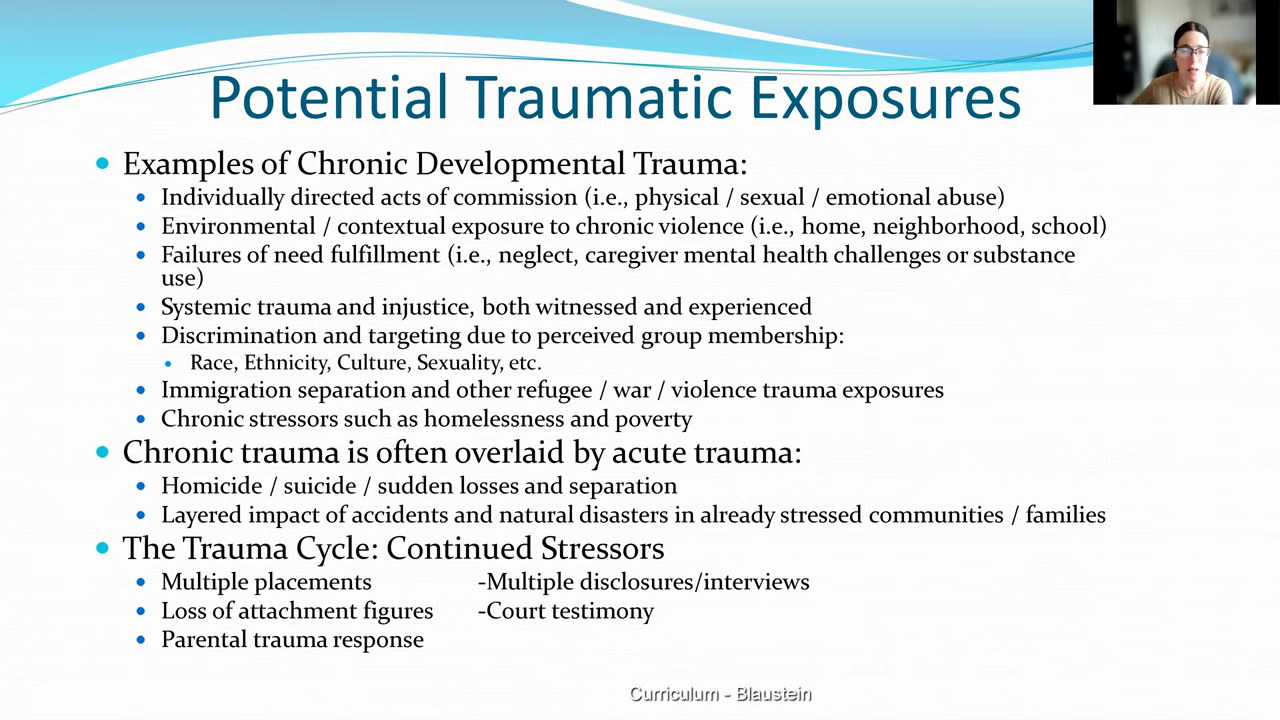 Potential Traumatic Exposures
Examples of Chronic Developmental Trauma:
Individually directed acts of commission (i.e., physical / sexual / emotional abuse)
Environmental / contextual exposure to chronic violence (i.e., home, neighborhood, school)
Failures of need fulfillment (i.e., neglect, caregiver mental health challenges or substance
use)
Systemic trauma and injustice, both witnessed and experienced
Discrimination and targeting due to perceived group membership:
Race, Ethnicity, Culture, Sexuality, etc.
Immigration separation and other refugee / war / violence trauma exposures
Chronic stressors such as homelessness and poverty
Chronic trauma is often overlaid by acute trauma:
Homicide / suicide / sudden losses and separation
Layered impact of accidents and natural disasters in already stressed communities / families
The Trauma Cycle: Continued Stressors
Multiple placements -Multiple disclosures/interviews
Loss of attachment figures -Court testimony
Parental trauma response
Curriculum - Blaustein